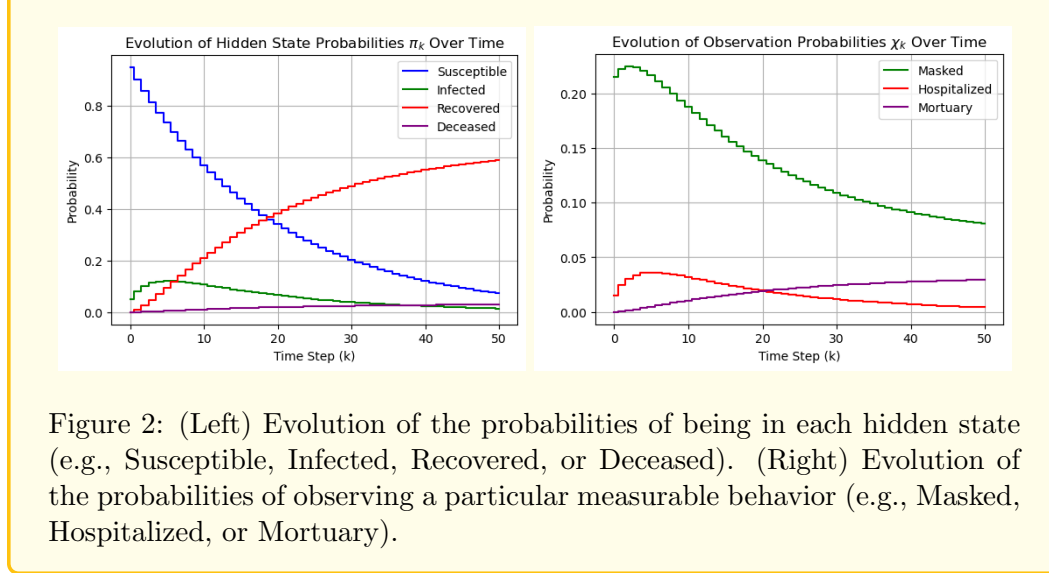 Evolution of Hidden State Probabilities πk Over Time
Probability
0.8
0.6
0.4
0.2
0.0
Susceptible
Infected
Recovered
Deceased
0 10 20 30 40 50
Time Step (k)
Evolution of Observation Probabilities χk Over Time
Probability
0.20
0.15
0.10
0.05
0.00
Masked
Hospitalized
Mortuary
0 10 20 30 40 50
Time Step (k)
Figure 2: (Left) Evolution of the probabilities of being in each hidden state
(e.g., Susceptible, Infected, Recovered, or Deceased). (Right) Evolution of
the probabilities of observing a particular measurable behavior (e.g., Masked,
Hospitalized, or Mortuary).